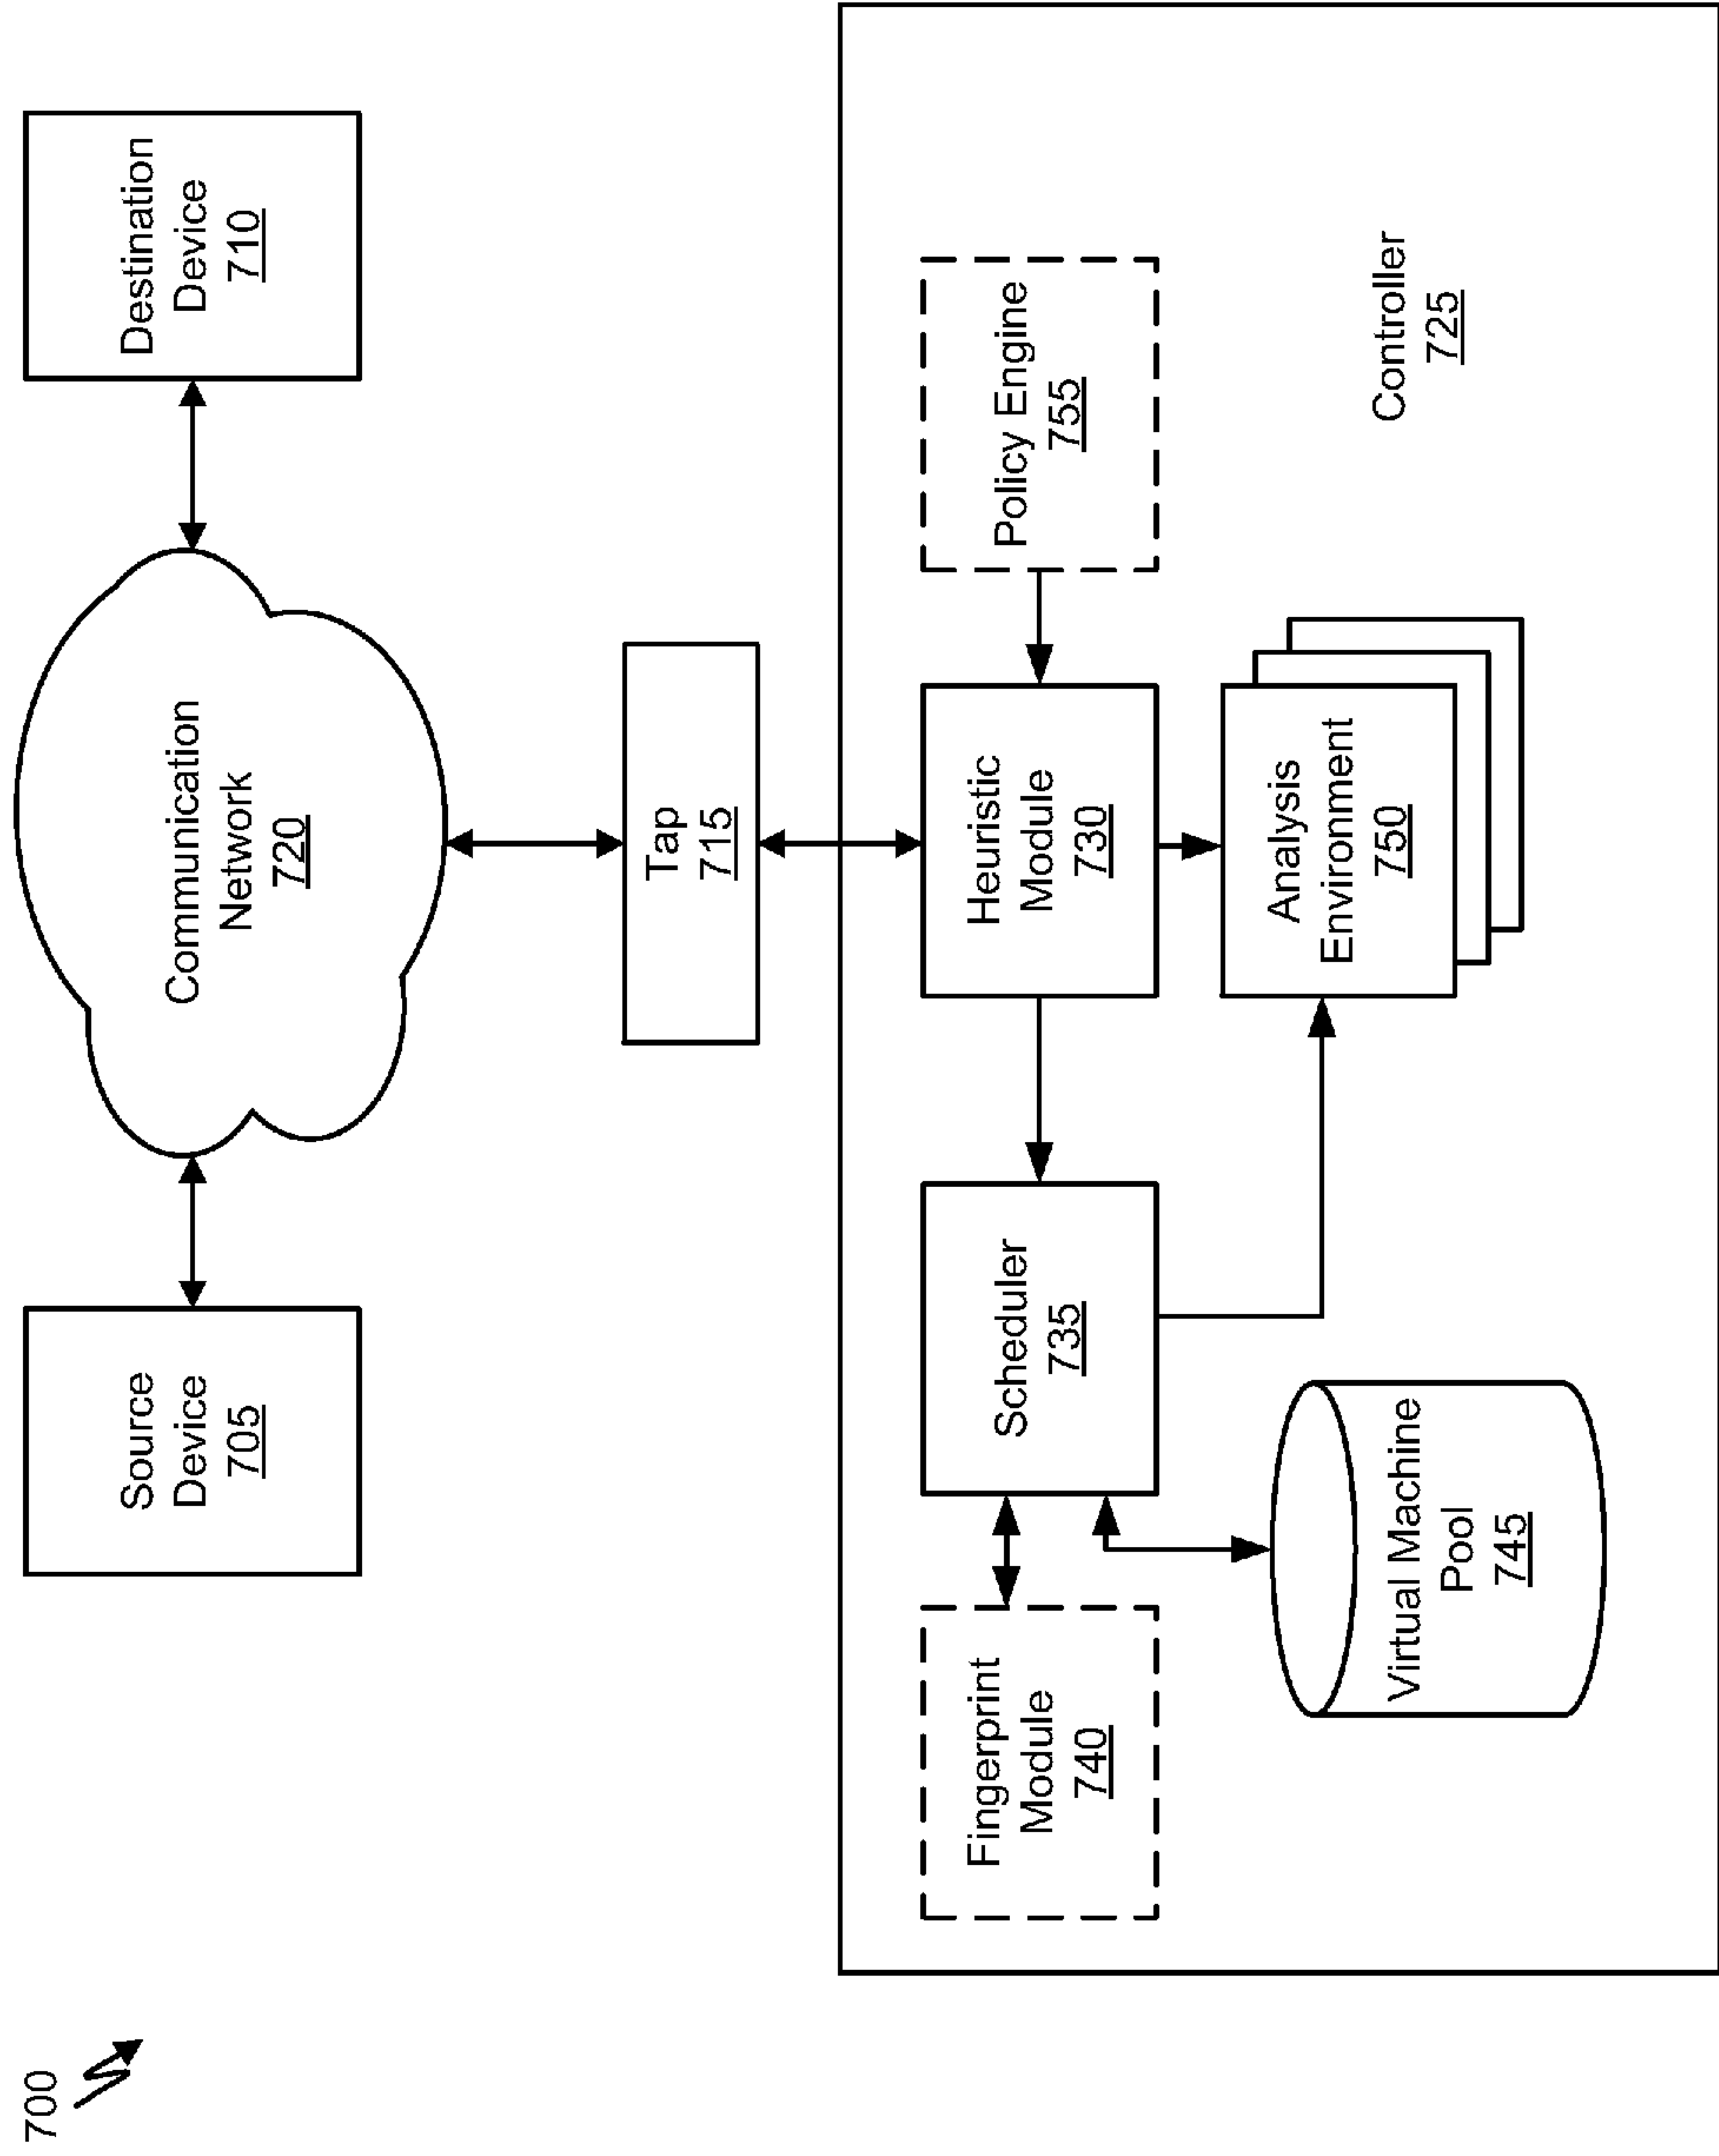 700
Source
Device
705
Communication
Network
720
Destination
Device
710
Tap
715
Fingerprint
Module
740
Scheduler
735
Heuristic
Module
730
Policy Engine
755
Virtual Machine
Pool
745
Analysis
Environment
750
Controller
725